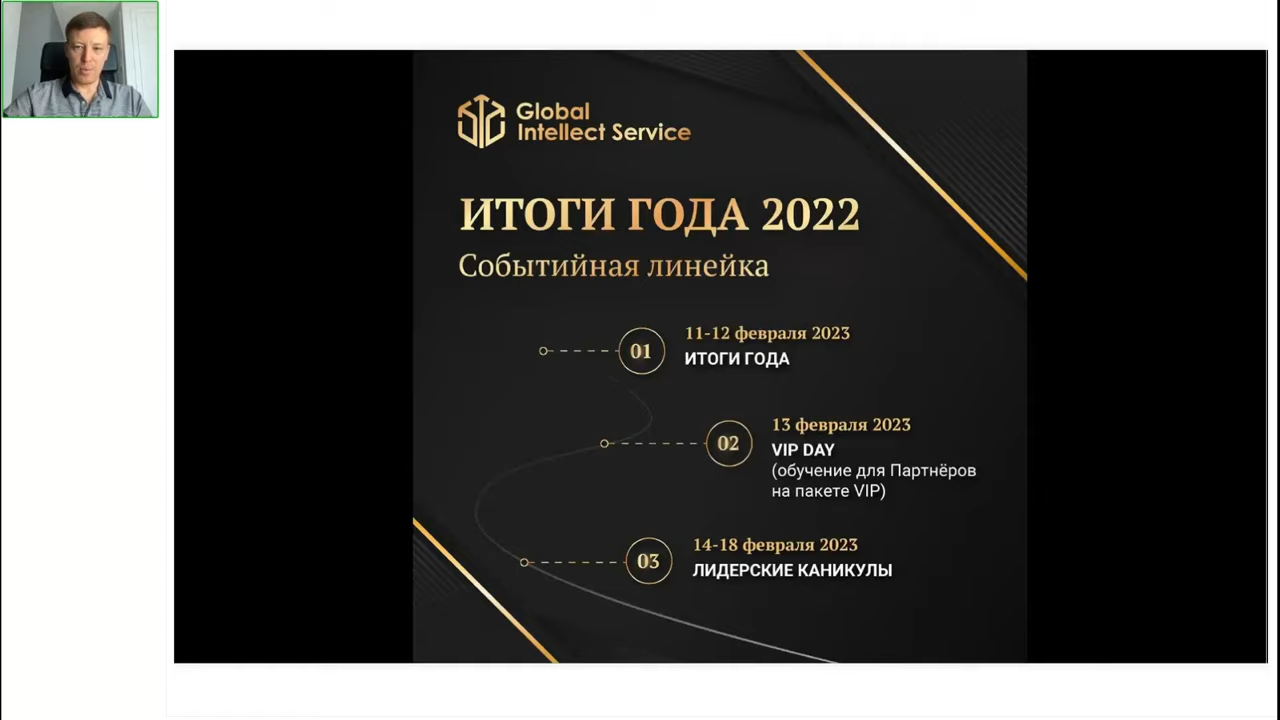 Global
Intellect Service
ИТОГИ ГОДА 2022
Событийная линейка
01
11-12 февраля 2023
ИТОГИ ГОДА
02
13 февраля 2023
VIP DAY
(обучение для Партнёров
на пакете VIP)
03
14-18 февраля 2023
ЛИДЕРСКИЕ КАНИКУЛЫ